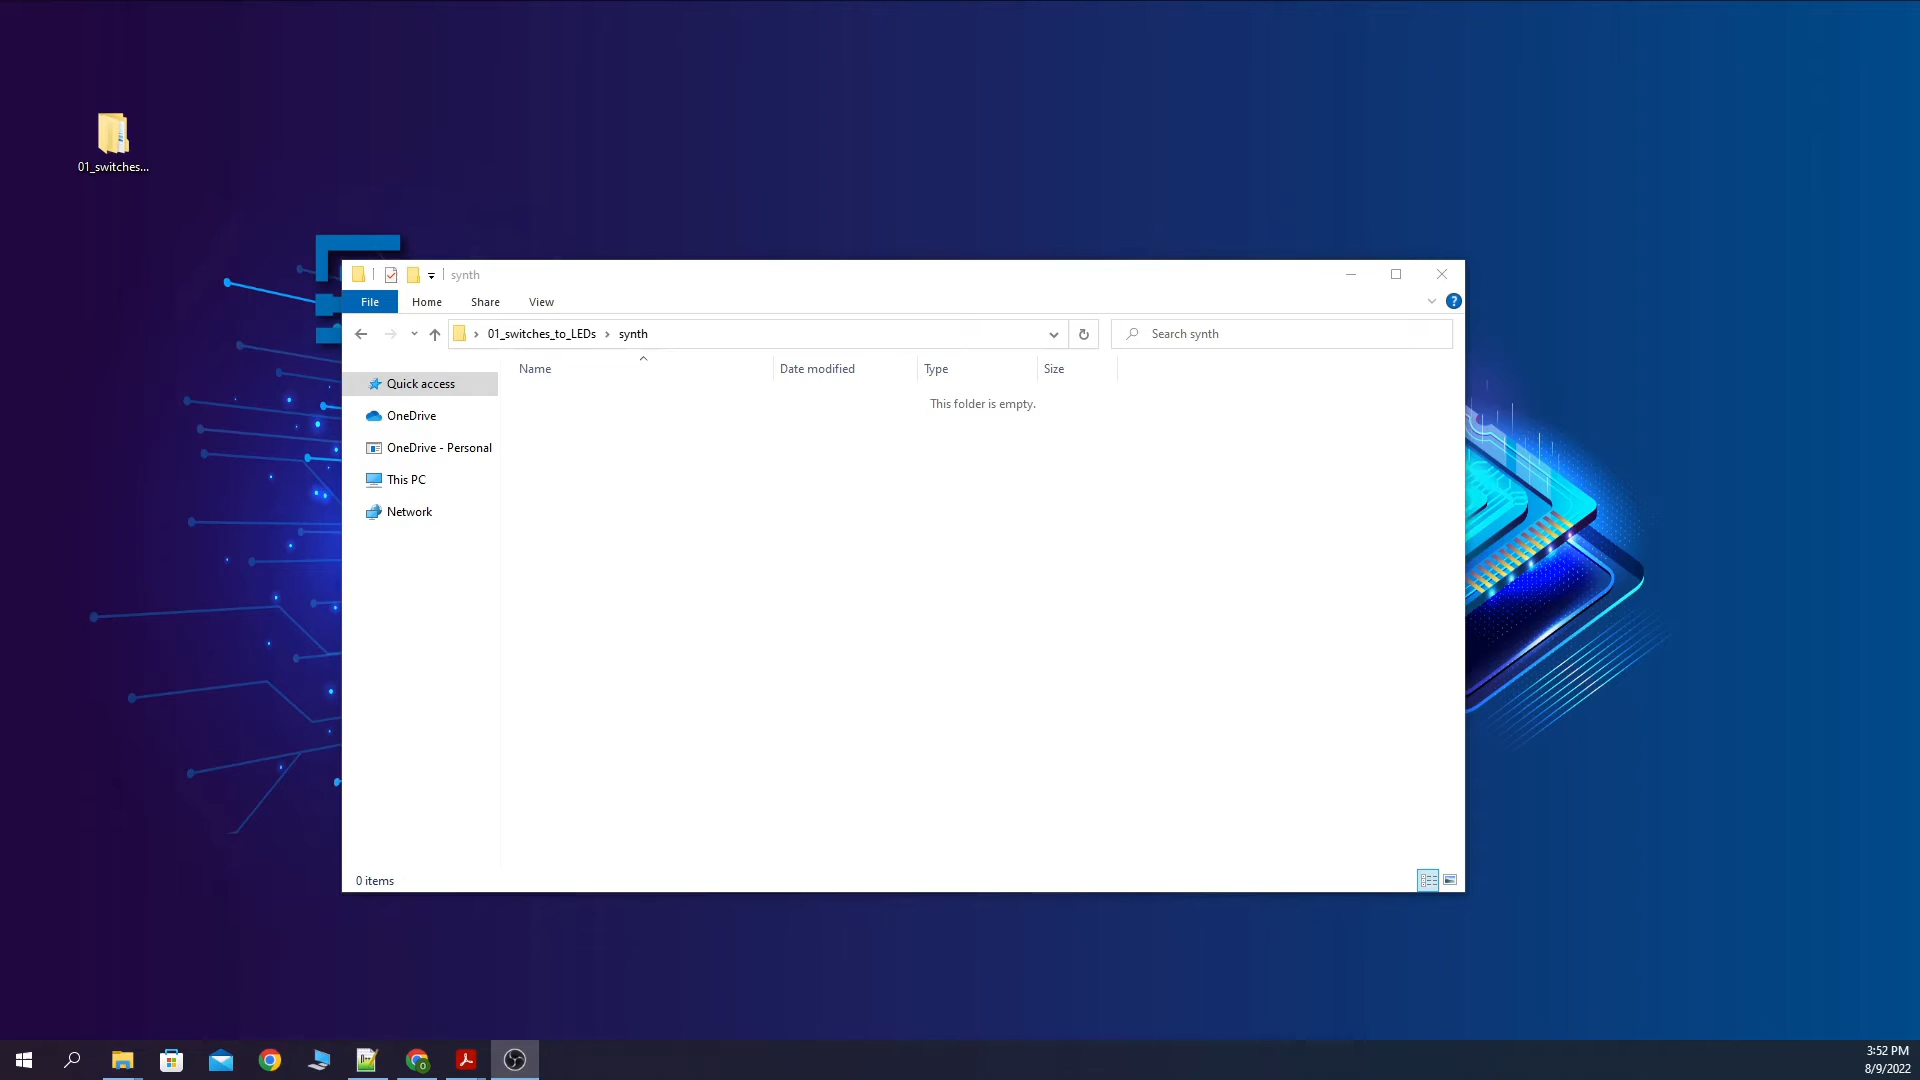 01_switches...
synth
File Home Share View
?
01_switches_to_LEDs synth
Search synth
Name Date modified Type Size
This folder is empty.
Quick access
OneDrive
OneDrive - Personal
This PC
Network
0 items
3:52 PM
8/9/2022